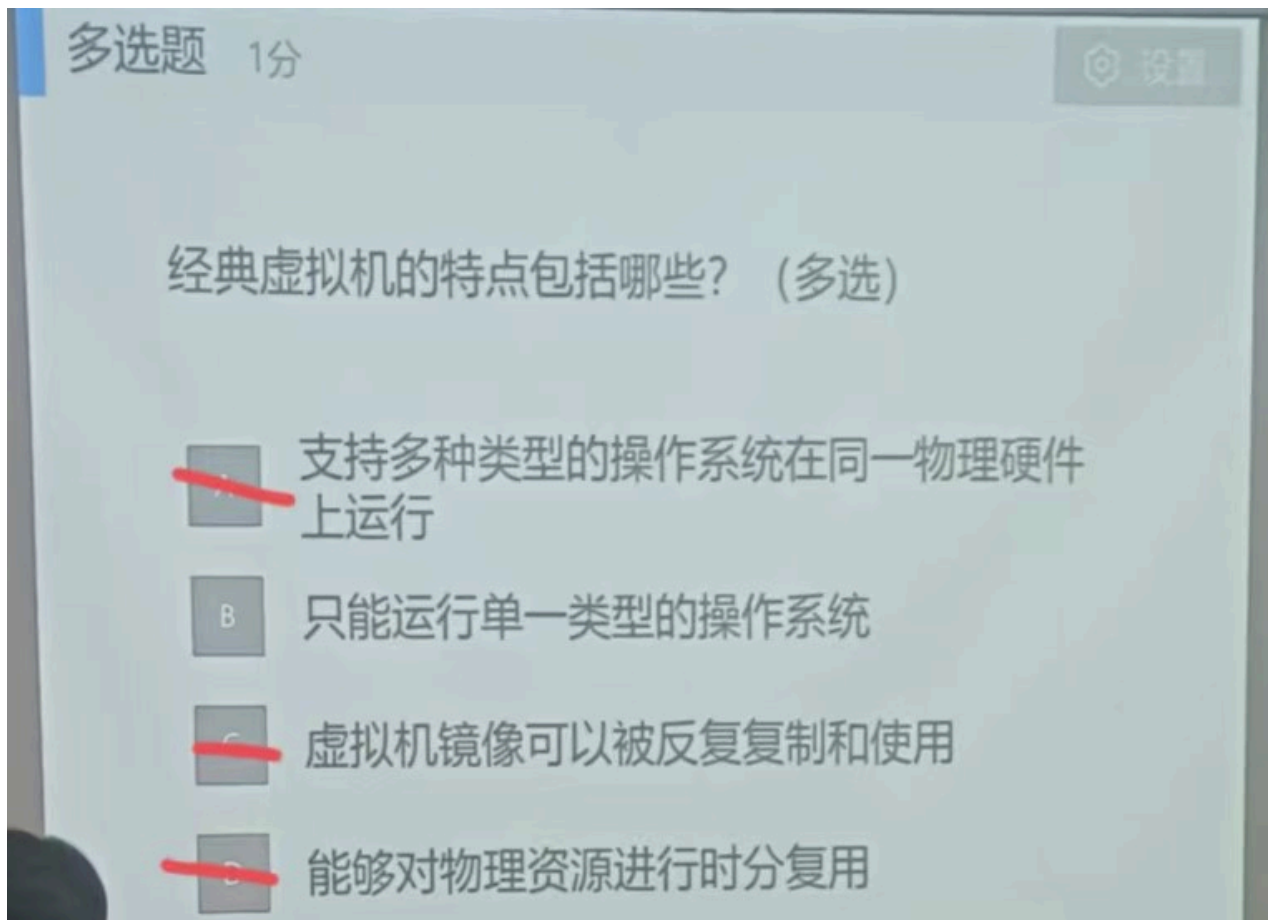 多选题 1分
设置
经典虚拟机的特点包括哪些？（多选）
A 支持多种类型的操作系统在同一物理硬件
上运行
B 只能运行单一类型的操作系统
C 虚拟机镜像可以被反复复制和使用
D 能够对物理资源进行时分复用